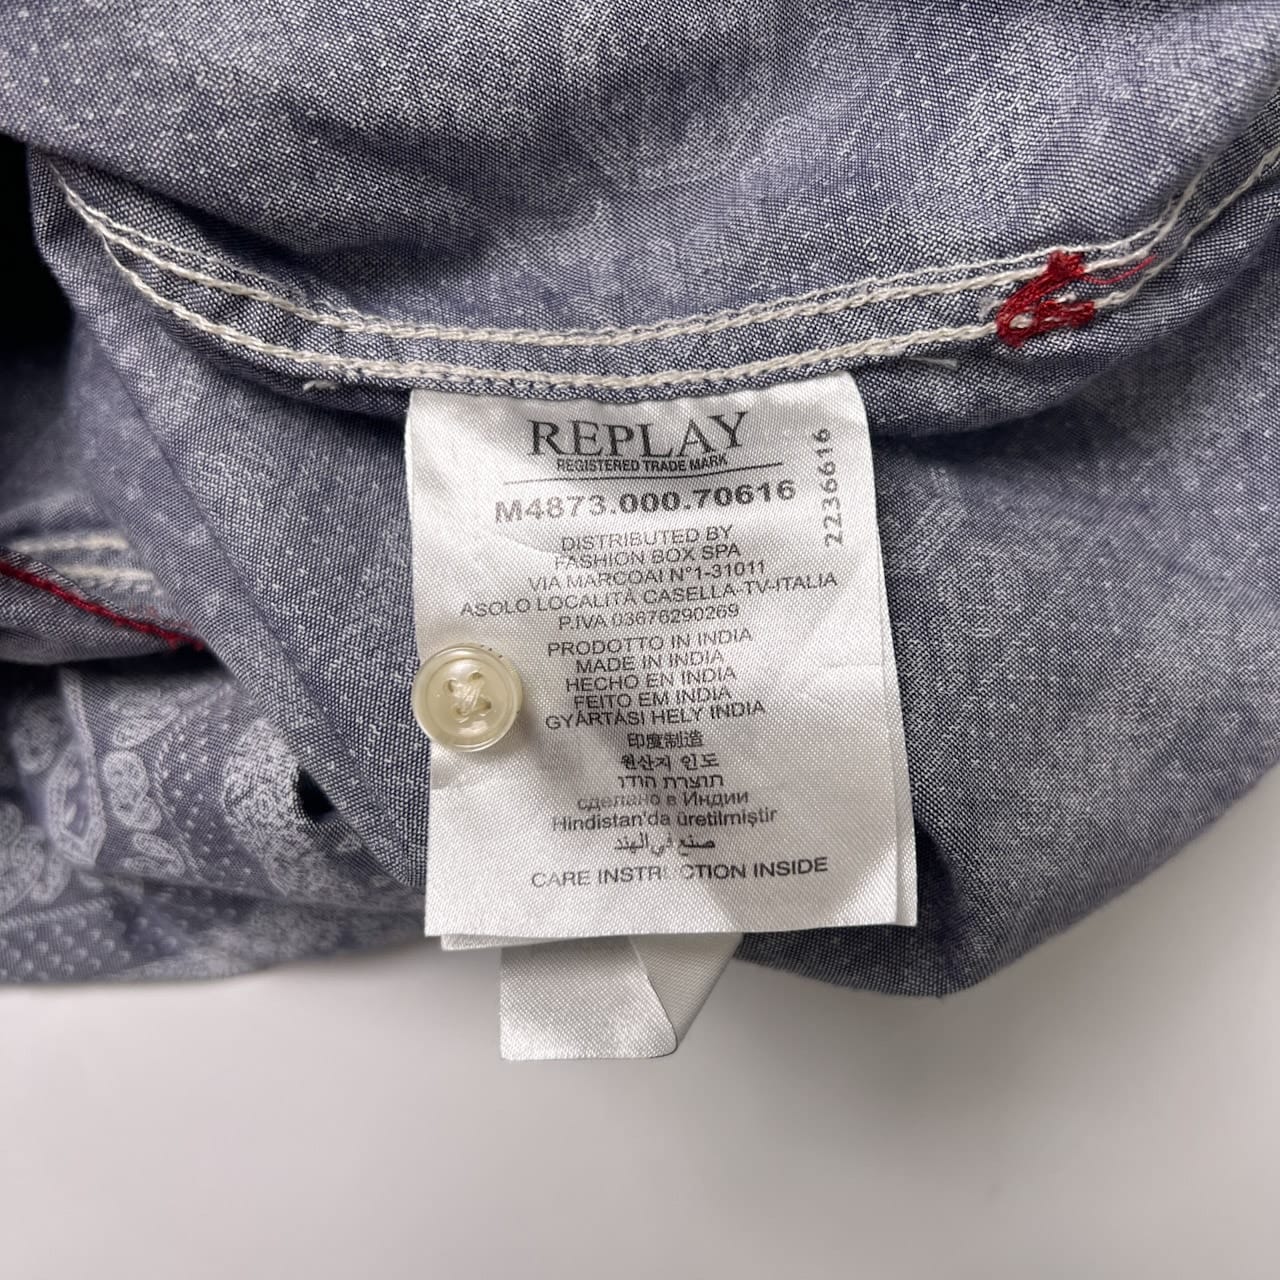 REPLAY
REGISTERED TRADE MARK
M4873.000.70616
2236616
DISTRIBUTED BY
FASHION BOX SPA
VIA MARCOAI N°1-31011
ASOLO LOCALITÀ CASELLA-TV-ITALIA
P.IVA 03676290269
PRODOTTO IN INDIA
MADE IN INDIA
HECHO EN INDIA
FEITO EM INDIA
GYÁRTÁSI HELY INDIA
印度制造
원산지 인도
תוצרת הודו
сделано в Индии
Hindistan'da üretilmiştir
صنع في الهند
CARE INSTRUCTION INSIDE